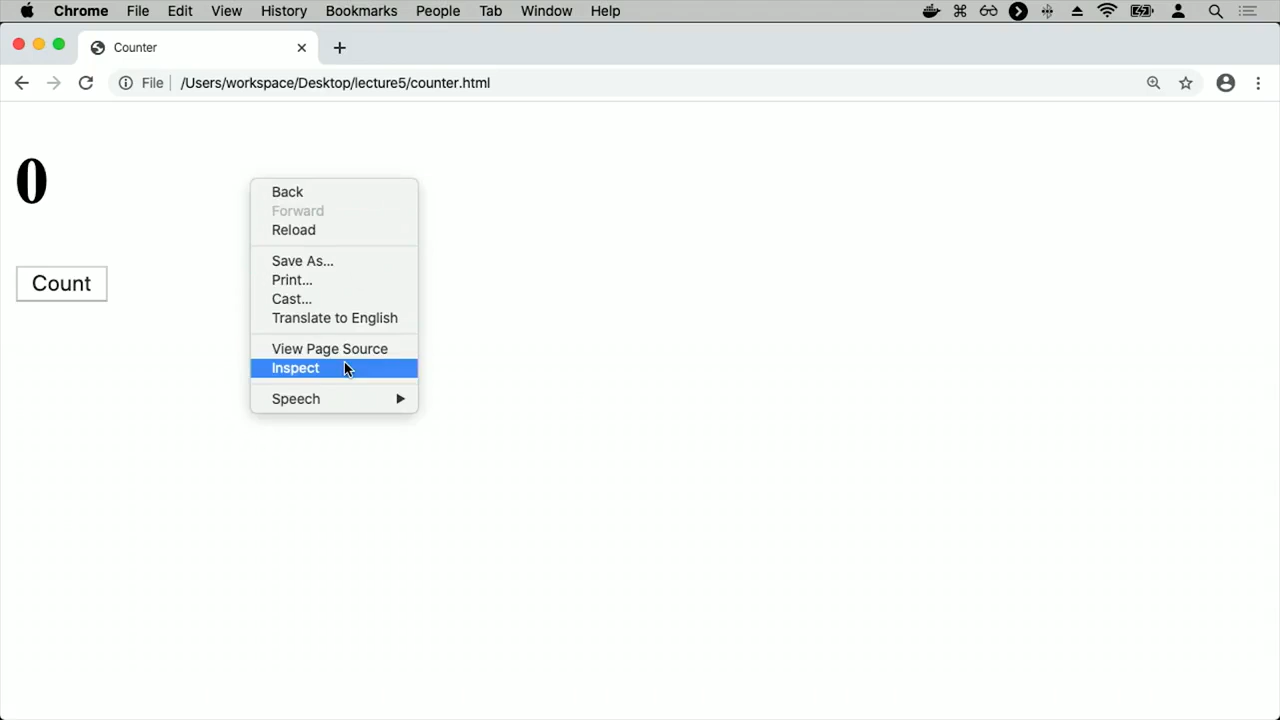 Chrome File Edit View History Bookmarks People Tab Window Help
Counter
File /Users/workspace/Desktop/lecture5/counter.html
0
Count
Back
Forward
Reload
Save As...
Print...
Cast...
Translate to English
View Page Source
Inspect
Speech